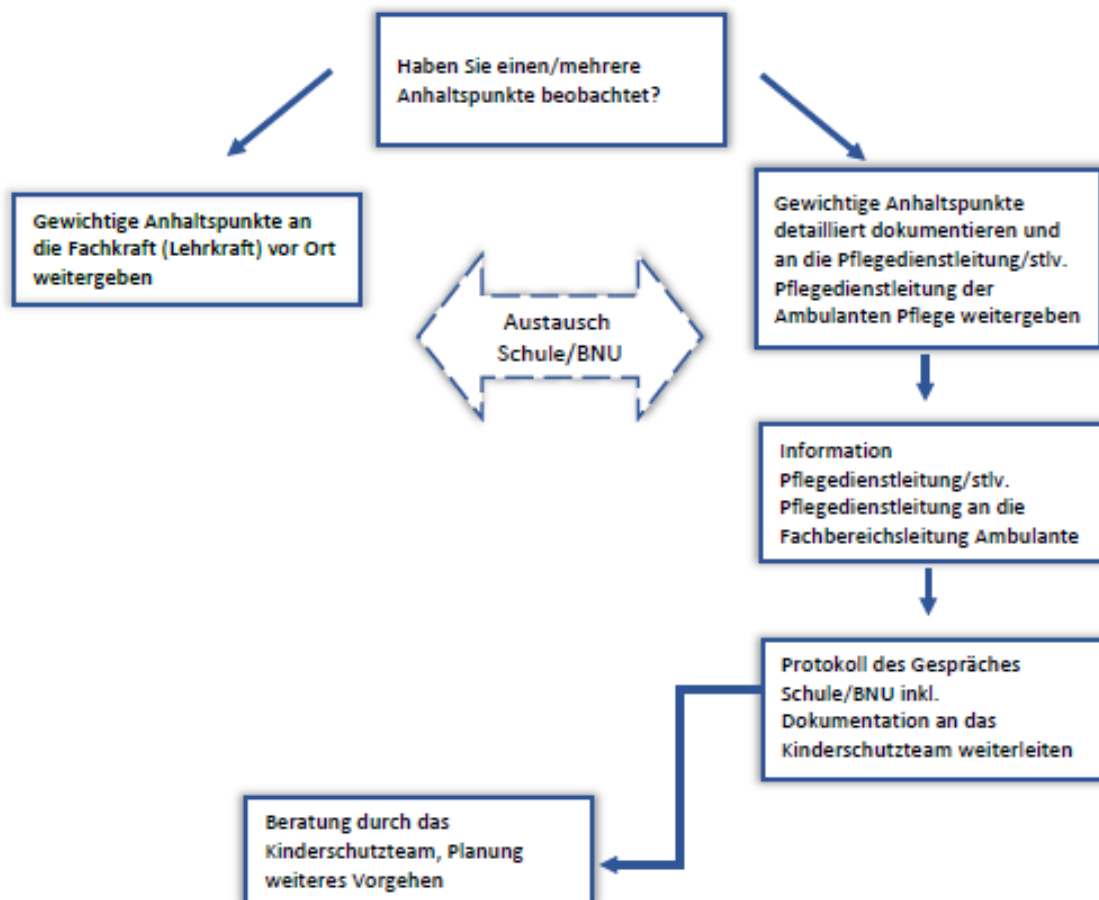 Haben Sie einen/mehrere
Anhaltspunkte beobachtet?
Gewichtige Anhaltspunkte an
die Fachkraft (Lehrkraft) vor Ort
weitergeben
Gewichtige Anhaltspunkte
detailliert dokumentieren und
an die Pflegedienstleitung/stlv.
Pflegedienstleitung der
Ambulanten Pflege weitergeben
Austausch
Schule/BNU
Information
Pflegedienstleitung/stlv.
Pflegedienstleitung an die
Fachbereichsleitung Ambulante
Protokoll des Gespräches
Schule/BNU inkl.
Dokumentation an das
Kinderschutzteam weiterleiten
Beratung durch das
Kinderschutzteam, Planung
weiteres Vorgehen